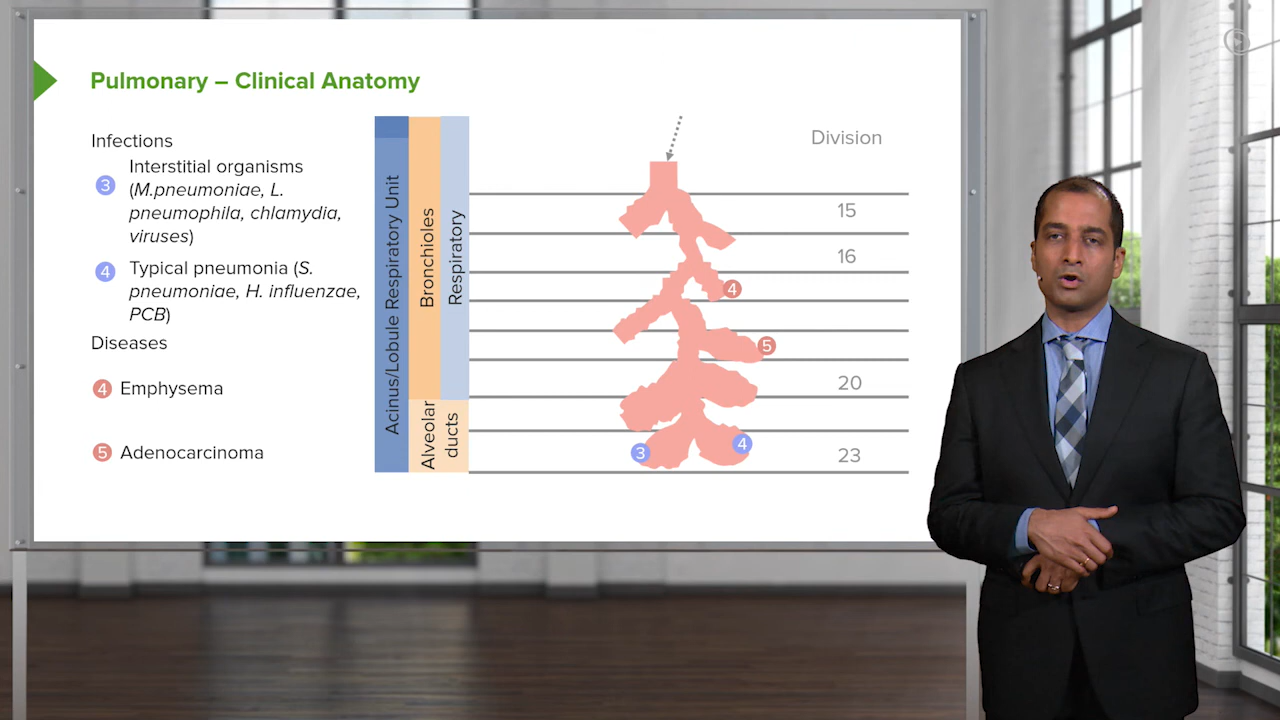 Pulmonary – Clinical Anatomy
Infections
3 Interstitial organisms
(M.pneumoniae, L.
pneumophila, chlamydia,
viruses)
4 Typical pneumonia (S.
pneumoniae, H. influenzae,
PCB)
Diseases
4 Emphysema
5 Adenocarcinoma
Acinus/Lobule Respiratory Unit
Bronchioles
Respiratory
Alveolar
ducts
Division
15
16
4
5
20
3
4
23